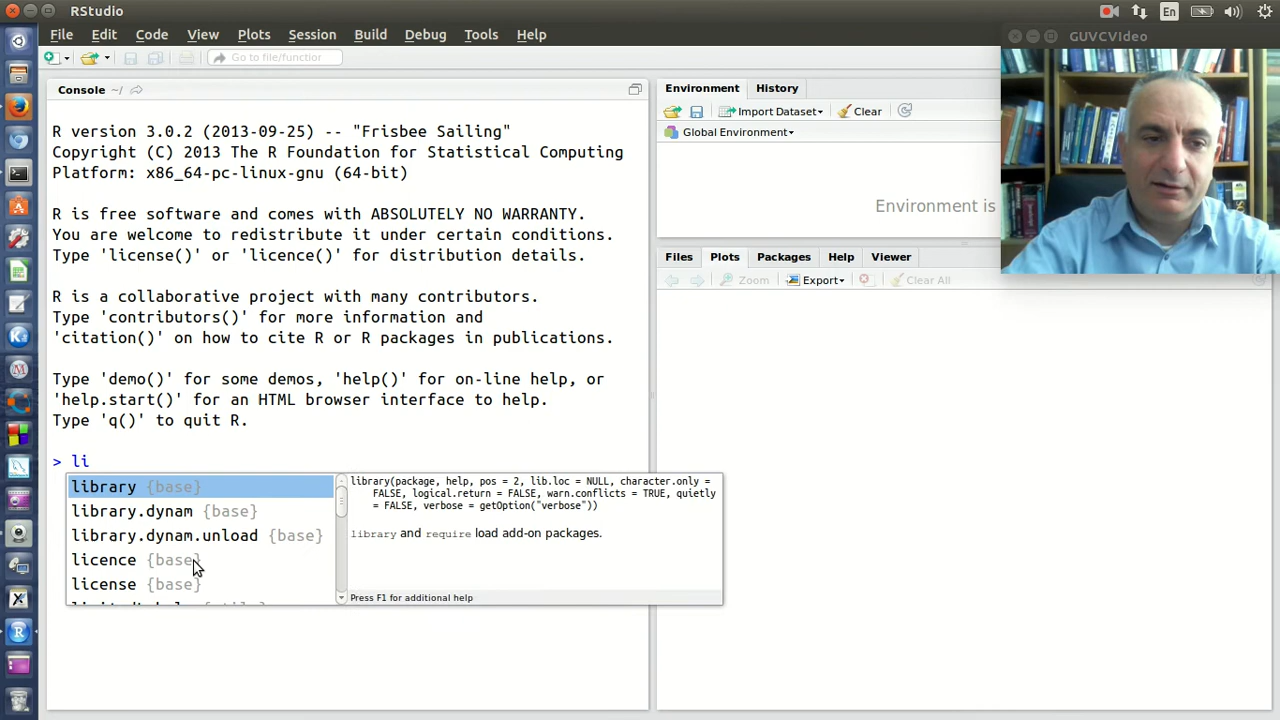 RStudio
En
File Edit Code View Plots Session Build Debug Tools Help
GUVCVIdeo
Go to file/function
Console ~/
Environment History
Import Dataset
Clear
Global Environment
Environment is
R version 3.0.2 (2013-09-25) -- "Frisbee Sailing"
Copyright (C) 2013 The R Foundation for Statistical Computing
Platform: x86_64-pc-linux-gnu (64-bit)
R is free software and comes with ABSOLUTELY NO WARRANTY.
You are welcome to redistribute it under certain conditions.
Type 'license()' or 'licence()' for distribution details.
R is a collaborative project with many contributors.
Type 'contributors()' for more information and
'citation()' on how to cite R or R packages in publications.
Type 'demo()' for some demos, 'help()' for on-line help, or
'help.start()' for an HTML browser interface to help.
Type 'q()' to quit R.
> li
library {base}
library.dynam {base}
library.dynam.unload {base}
licence {base}
license {base}
library(package, help, pos = 2, lib.loc = NULL, character.only =
FALSE, logical.return = FALSE, warn.conflicts = TRUE, quietly
= FALSE, verbose = getOption("verbose"))
library and require load add-on packages.
Press F1 for additional help
Files Plots Packages Help Viewer
Zoom Export Clear All